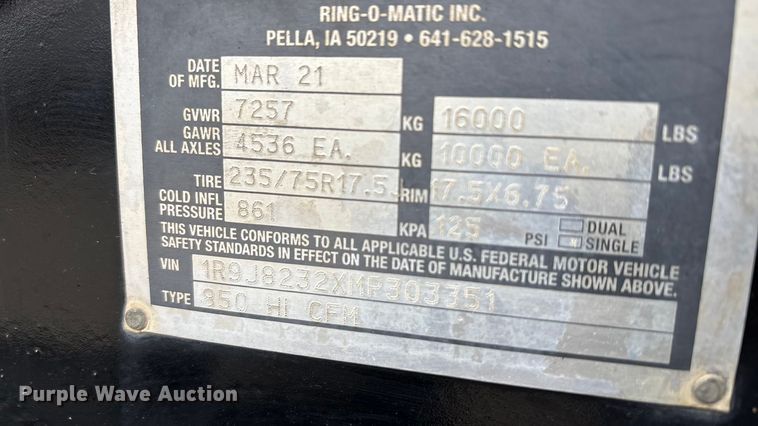 RING-O-MATIC INC.
PELLA, IA 50219 • 641-628-1515
DATE OF MFG. MAR 21
GVWR 7257 KG 16000 LBS
GAWR ALL AXLES 4536 EA. KG 10000 EA. LBS
TIRE 235/75R17.5J RIM 17.5X6.75
COLD INFL PRESSURE 861 KPA 125 PSI DUAL SINGLE
THIS VEHICLE CONFORMS TO ALL APPLICABLE U.S. FEDERAL MOTOR VEHICLE
SAFETY STANDARDS IN EFFECT ON THE DATE OF MANUFACTURE SHOWN ABOVE.
VIN 1R9J8232XMP303351
TYPE 850 HI CFM
Purple Wave Auction